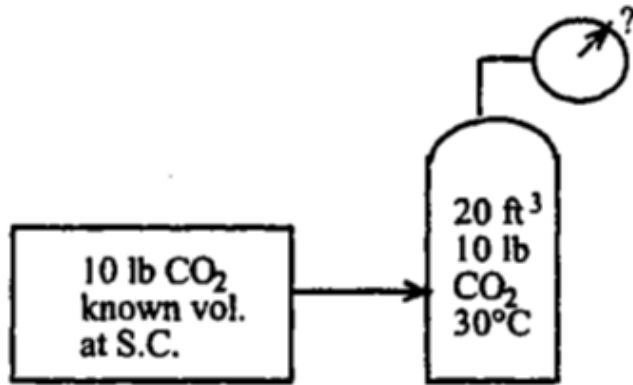 ?
20 ft³
10 lb
CO₂
30°C
10 lb CO₂
known vol.
at S.C.